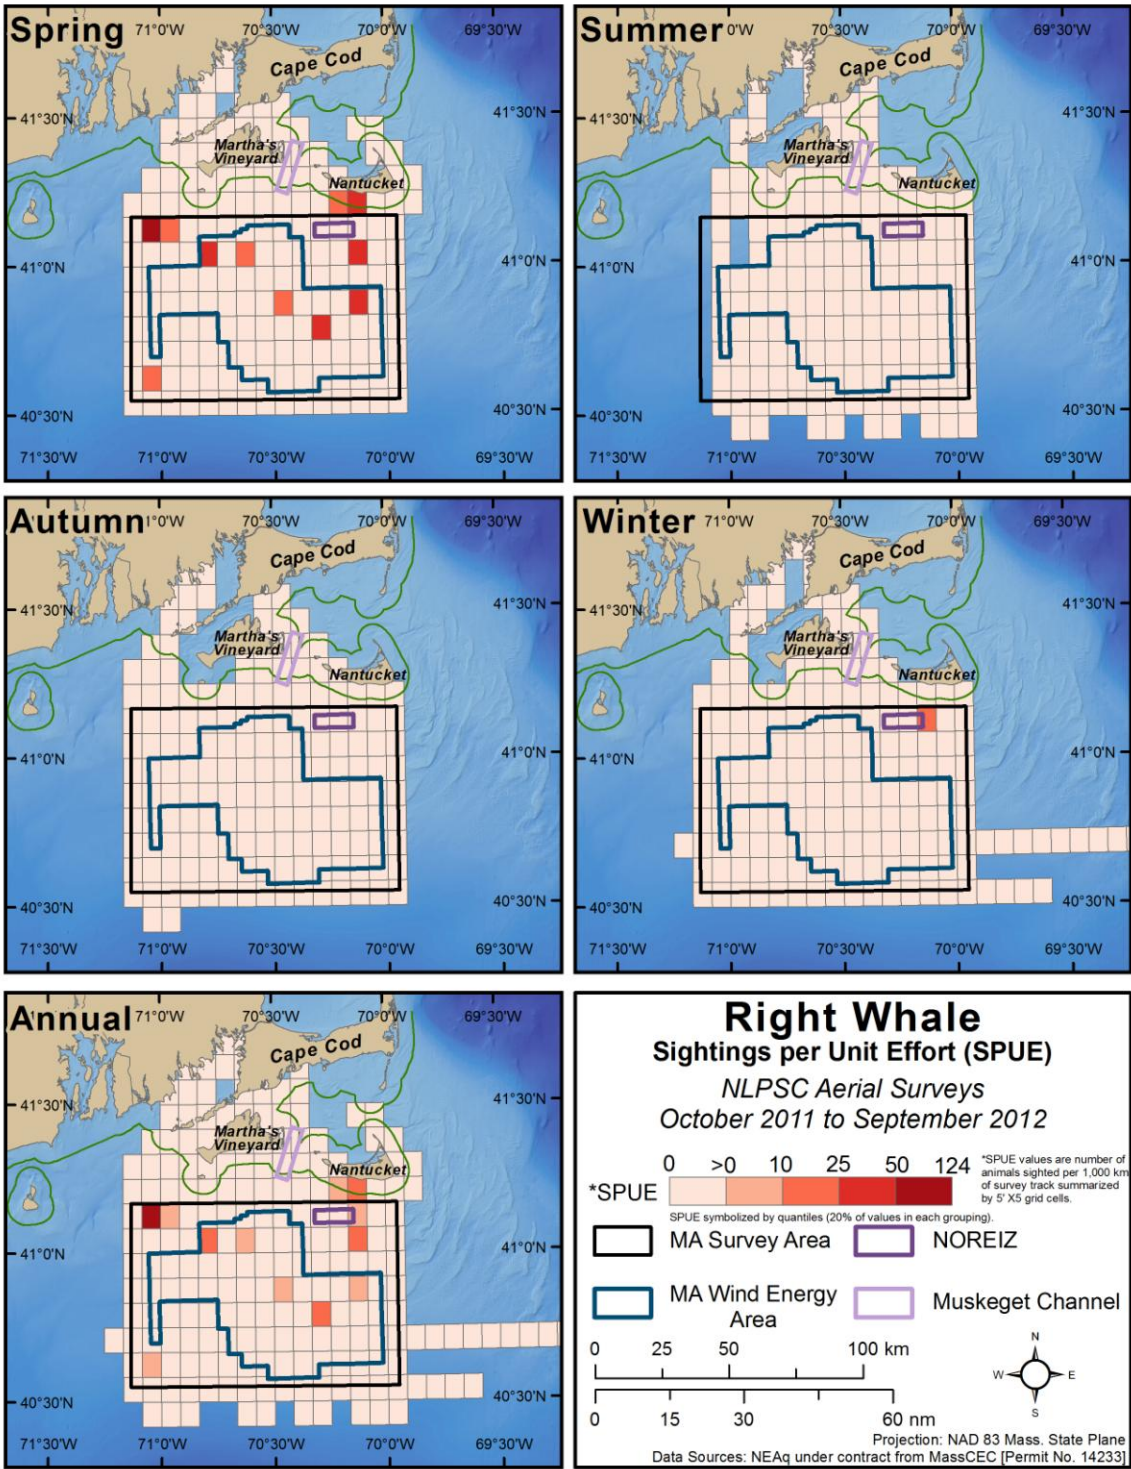 Spring
71°0'W
70°30'W
70°0'W
69°30'W
Cape Cod
41°30'N
41°30'N
Martha's
Vineyard
Nantucket
41°0'N
41°0'N
40°30'N
40°30'N
71°30'W
71°0'W
70°30'W
70°0'W
69°30'W
Summer
°0'W
70°30'W
70°0'W
69°30'W
Cape Cod
41°30'N
41°30'N
Martha's
Vineyard
Nantucket
41°0'N
41°0'N
40°30'N
40°30'N
71°30'W
71°0'W
70°30'W
70°0'W
69°30'W
Autumn
°0'W
70°30'W
70°0'W
69°30'W
Cape Cod
41°30'N
41°30'N
Martha's
Vineyard
Nantucket
41°0'N
41°0'N
40°30'N
40°30'N
71°30'W
71°0'W
70°30'W
70°0'W
69°30'W
Winter
71°0'W
70°30'W
70°0'W
69°30'W
Cape Cod
41°30'N
41°30'N
Martha's
Vineyard
Nantucket
41°0'N
41°0'N
40°30'N
40°30'N
71°30'W
71°0'W
70°30'W
70°0'W
69°30'W
Annual
71°0'W
70°30'W
70°0'W
69°30'W
Cape Cod
41°30'N
41°30'N
Martha's
Vineyard
Nantucket
41°0'N
41°0'N
40°30'N
40°30'N
71°30'W
71°0'W
70°30'W
70°0'W
69°30'W
Right Whale
Sightings per Unit Effort (SPUE)
NLPSC Aerial Surveys
October 2011 to September 2012
0 >0 10 25 50 124
*SPUE
*SPUE values are number of
animals sighted per 1,000 km
of survey track summarized
by 5' X5 grid cells.
SPUE symbolized by quantiles (20% of values in each grouping).
MA Survey Area
NOREIZ
MA Wind Energy
Area
Muskeget Channel
0 25 50 100 km
0 15 30 60 nm
N
W E
S
Projection: NAD 83 Mass. State Plane
Data Sources: NEAq under contract from MassCEC [Permit No. 14233]